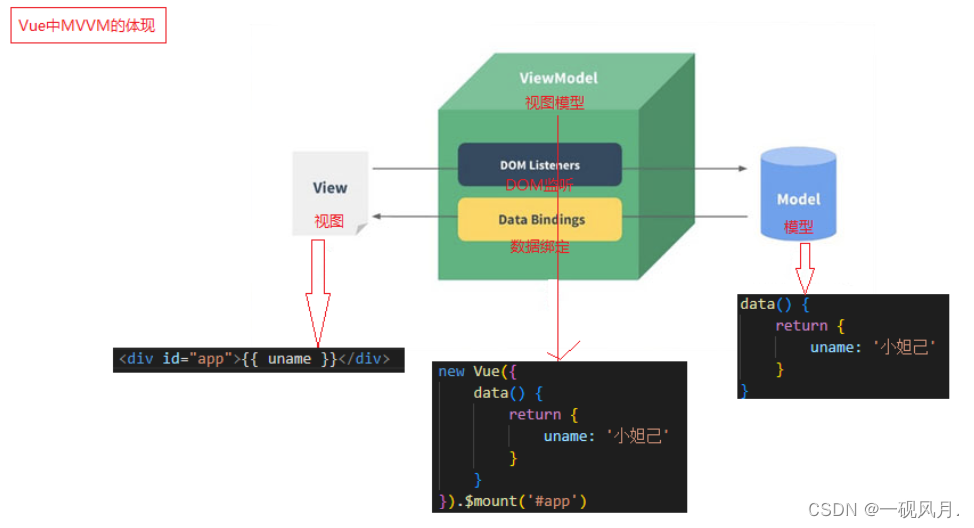 Vue中MVVM的体现
ViewModel
视图模型
DOM Listeners
DOM监听
View
视图
Data Bindings
数据绑定
Model
模型
<div id="app">{{ uname }}</div>
new Vue({
data() {
return {
uname: '小妲己'
}
}
}).$mount('#app')
data() {
return {
uname: '小妲己'
}
}
CSDN @一砚风月.